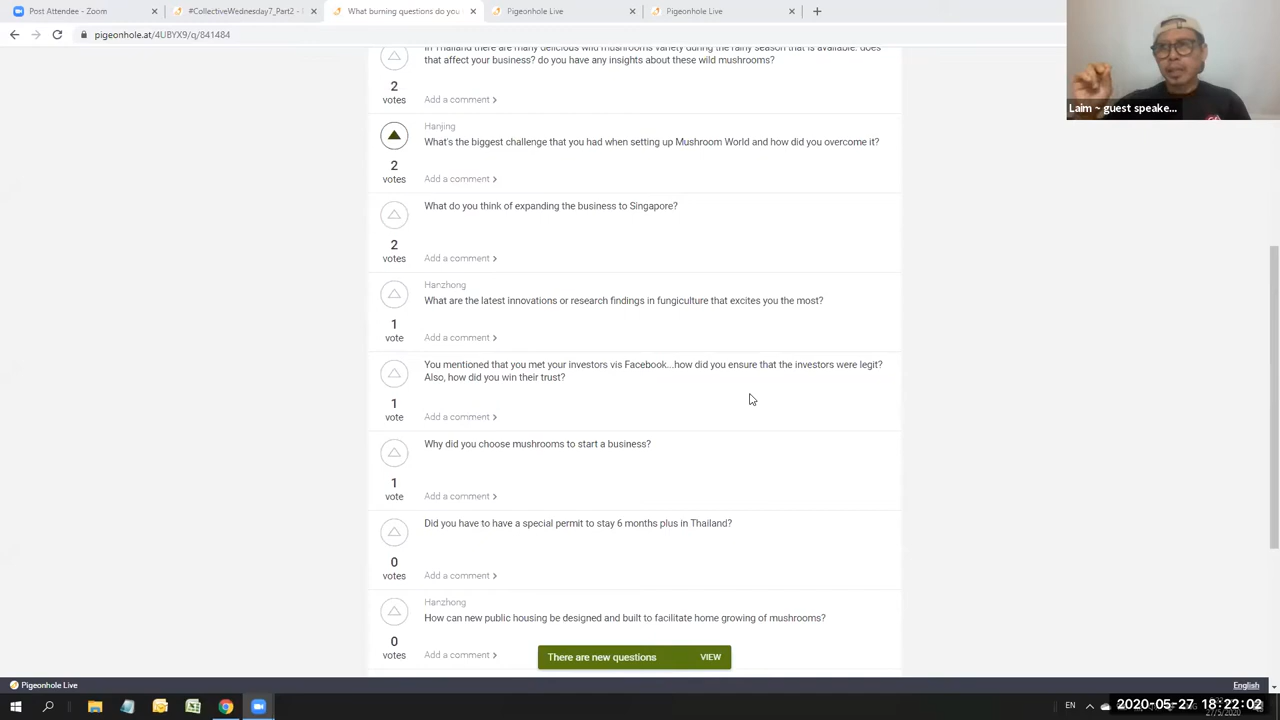 Post Attendee - Zoom
#CollectiveWednesday7_Part2 -
What burning questions do you
Pigeonhole Live
Pigeonhole Live
pigeonhole.at/4UBYX9/q/841484
In Thailand there are many delicious wild mushrooms variety during the rainy season that is available. does
that affect your business? do you have any insights about these wild mushrooms?
2
votes
Add a comment
Hanjing
What's the biggest challenge that you had when setting up Mushroom World and how did you overcome it?
2
votes
Add a comment
What do you think of expanding the business to Singapore?
2
votes
Add a comment
Hanzhong
What are the latest innovations or research findings in fungiculture that excites you the most?
1
vote
Add a comment
You mentioned that you met your investors vis Facebook...how did you ensure that the investors were legit?
Also, how did you win their trust?
1
vote
Add a comment
Why did you choose mushrooms to start a business?
1
vote
Add a comment
Did you have to have a special permit to stay 6 months plus in Thailand?
0
votes
Add a comment
Hanzhong
How can new public housing be designed and built to facilitate home growing of mushrooms?
0
votes
Add a comment
There are new questions VIEW
Laim ~ guest speake...
Pigeonhole Live
English
EN
2020-05-27 18:22:02
27/5/2020